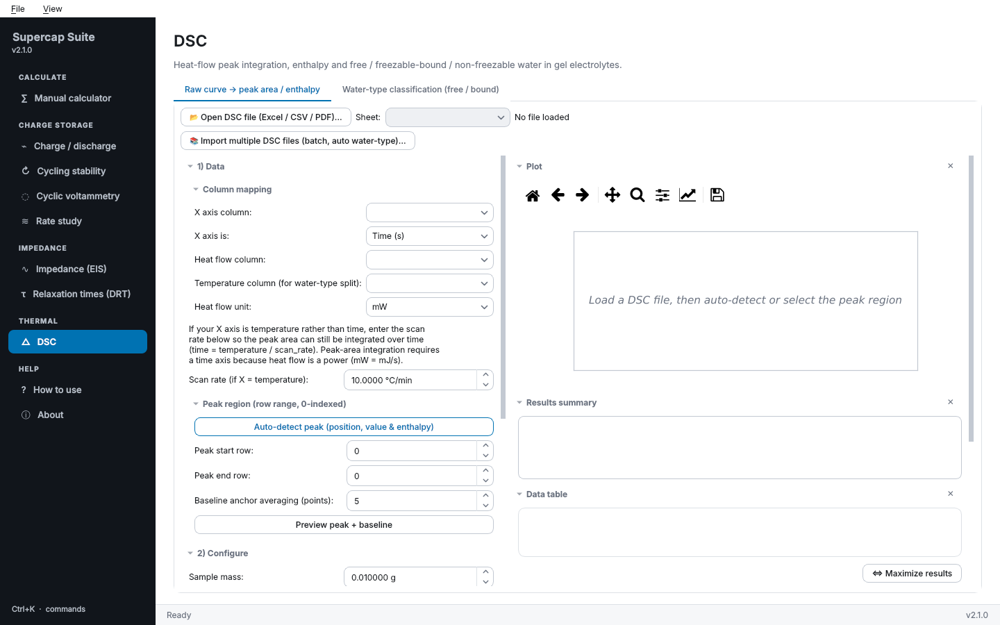 File View
Supercap Suite
v2.1.0
CALCULATE
∑ Manual calculator
CHARGE STORAGE
Charge / discharge
Cycling stability
Cyclic voltammetry
≋ Rate study
IMPEDANCE
∿ Impedance (EIS)
τ Relaxation times (DRT)
THERMAL
△ DSC
HELP
? How to use
ⓘ About
Ctrl+K · commands
DSC
Heat-flow peak integration, enthalpy and free / freezable-bound / non-freezable water in gel electrolytes.
Raw curve → peak area / enthalpy
Water-type classification (free / bound)
📂 Open DSC file (Excel / CSV / PDF)...
Sheet:
No file loaded
📚 Import multiple DSC files (batch, auto water-type)...
1) Data
Column mapping
X axis column:
X axis is: Time (s)
Heat flow column:
Temperature column (for water-type split):
Heat flow unit: mW
If your X axis is temperature rather than time, enter the scan
rate below so the peak area can still be integrated over time
(time = temperature / scan_rate). Peak-area integration requires
a time axis because heat flow is a power (mW = mJ/s).
Scan rate (if X = temperature): 10.0000 °C/min
Peak region (row range, 0-indexed)
Auto-detect peak (position, value & enthalpy)
Peak start row: 0
Peak end row: 0
Baseline anchor averaging (points): 5
Preview peak + baseline
2) Configure
Sample mass: 0.010000 g
Plot ✕
Load a DSC file, then auto-detect or select the peak region
Results summary ✕
Data table ✕
⇔ Maximize results
Ready
v2.1.0